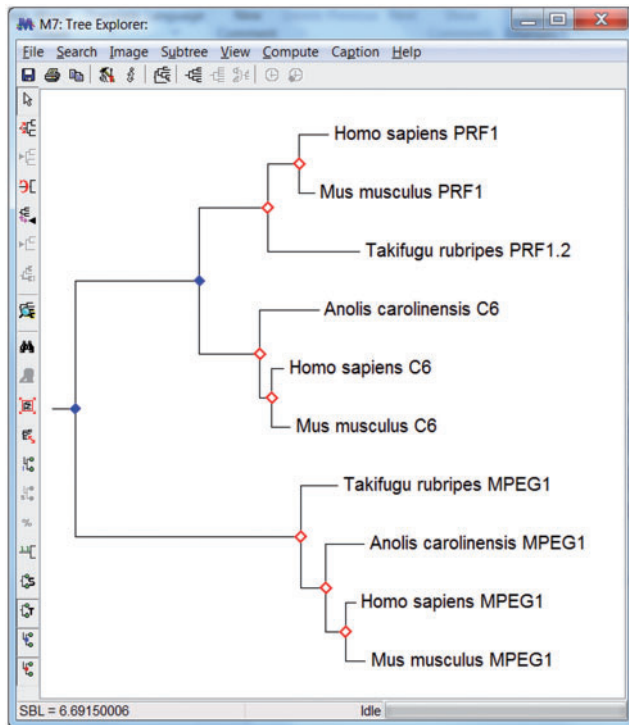 M7: Tree Explorer:
File Search Image Subtree View Compute Caption Help
Homo sapiens PRF1
Mus musculus PRF1
Takifugu rubripes PRF1.2
Anolis carolinensis C6
Homo sapiens C6
Mus musculus C6
Takifugu rubripes MPEG1
Anolis carolinensis MPEG1
Homo sapiens MPEG1
Mus musculus MPEG1
SBL = 6.69150006 Idle